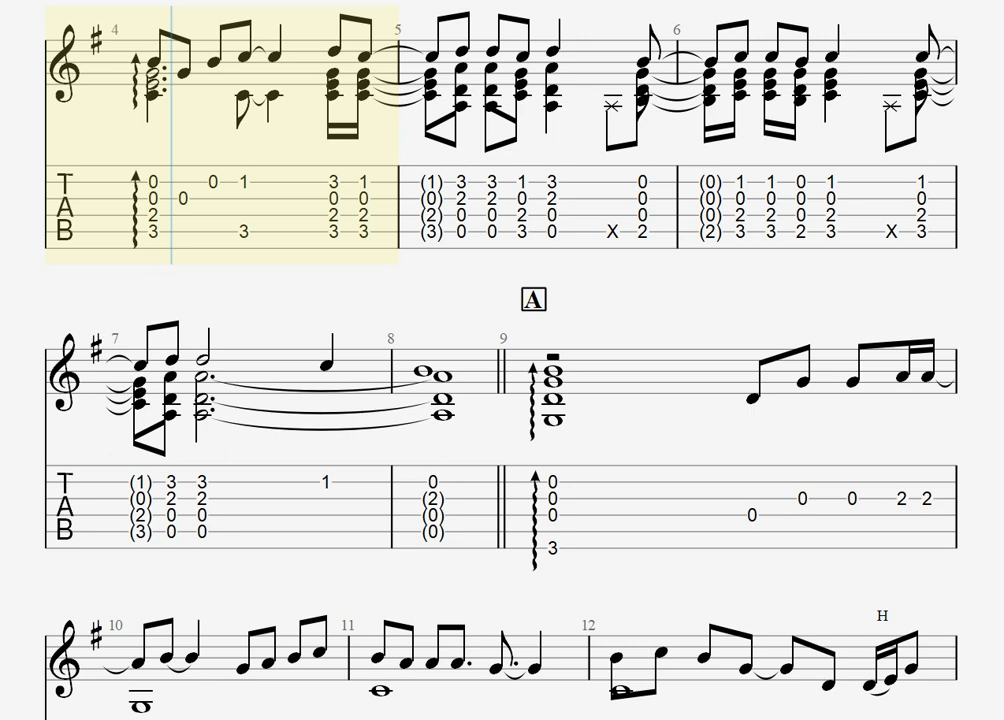 4 5 6
T 0 0 1 3 1 (1) 3 3 1 3 0 (0) 1 1 0 1 1
0 0 0 0 (0) 2 2 0 2 0 (0) 0 0 0 0 0
A 2 2 2 (2) 0 0 2 0 0 (0) 2 2 0 2 2
B 3 3 3 3 (3) 0 0 3 0 X 2 (2) 3 3 2 3 X 3
A
7 8 9
T (1) 3 3 1 0 0
(0) 2 2 (2) 0 0 0 2 2
A (2) 0 0 (0) 0 0
B (3) 0 0 (0)
3
H
10 11 12